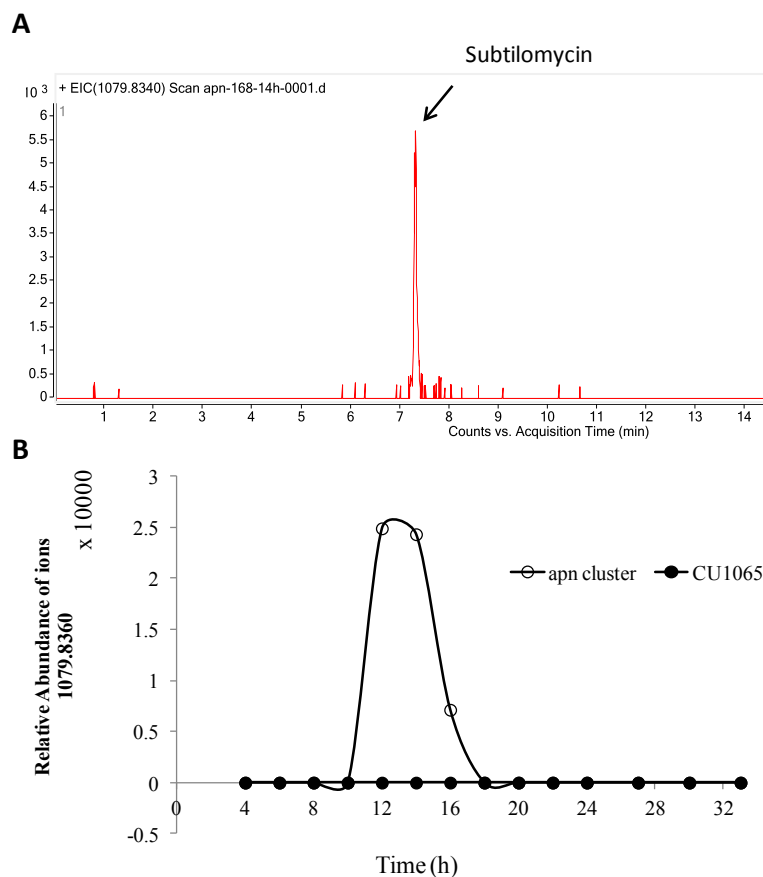 A
Subtilomycin
+ EIC(1079.8340) Scan apn-168-14h-0001.d
10 3
1
6
5.5
5
4.5
4
3.5
3
2.5
2
1.5
1
0.5
0
1 2 3 4 5 6 7 8 9 10 11 12 13 14
Counts vs. Acquisition Time (min)
B
Relative Abundance of ions
1079.8360
x 10000
3
2.5
2
1.5
1
0.5
0
-0.5
apn cluster CU1065
0 4 8 12 16 20 24 28 32
Time (h)